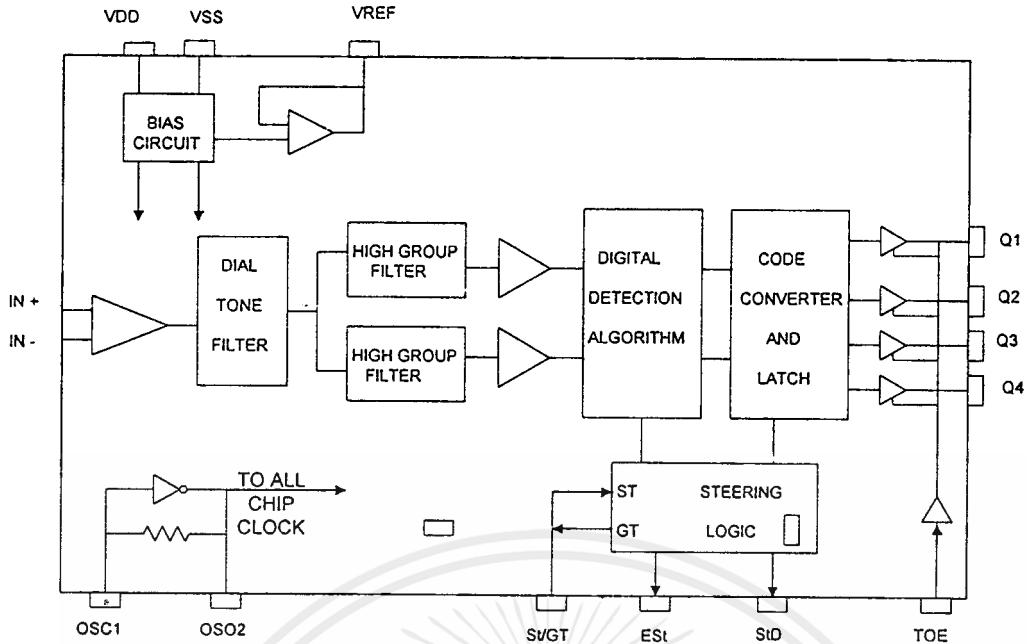 VDD VSS VREF
BIAS
CIRCUIT
IN +
IN -
DIAL
TONE
FILTER
HIGH GROUP
FILTER
HIGH GROUP
FILTER
DIGITAL
DETECTION
ALGORITHM
CODE
CONVERTER
AND
LATCH
Q1
Q2
Q3
Q4
TO ALL
CHIP
CLOCK
ST STEERING
GT LOGIC
OSC1 OSO2 St/GT ESt StD TOE